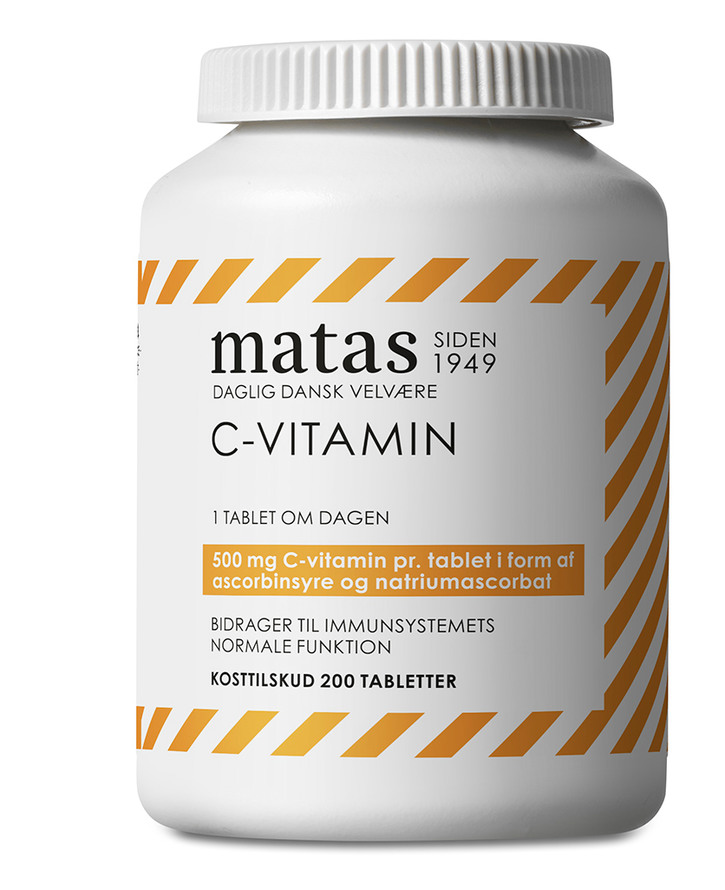 matas SIDEN 1949
DAGLIG DANSK VELVÆRE
C-VITAMIN
1 TABLET OM DAGEN
500 mg C-vitamin pr. tablet i form af
ascorbinsyre og natriumascorbat
BIDRAGER TIL IMMUNSYSTEMETS
NORMALE FUNKTION
KOSTTILSKUD 200 TABLETTER